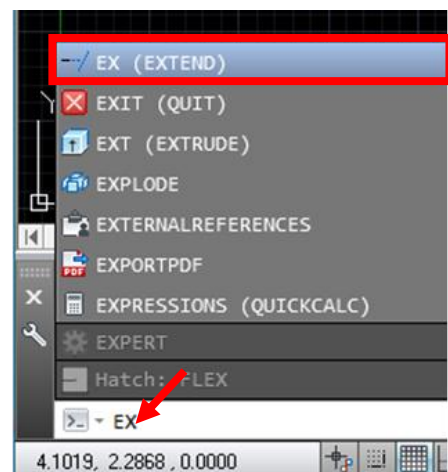 EX (EXTEND)
Y
EXIT (QUIT)
EXT (EXTRUDE)
EXPLODE
EXTERNALREFERENCES
PDF
EXPORTPDF
EXPRESSIONS (QUICKCALC)
EXPERT
Hatch: FLEX
EX
4.1019, 2.2868 , 0.0000